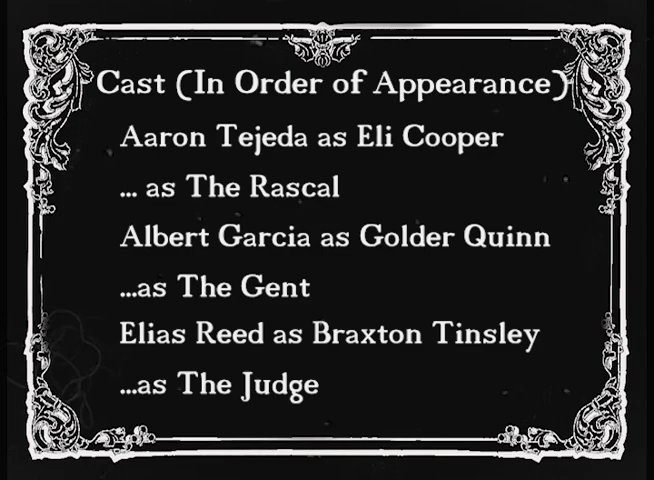 Cast (In Order of Appearance)
Aaron Tejeda as Eli Cooper
... as The Rascal
Albert Garcia as Golder Quinn
...as The Gent
Elias Reed as Braxton Tinsley
...as The Judge